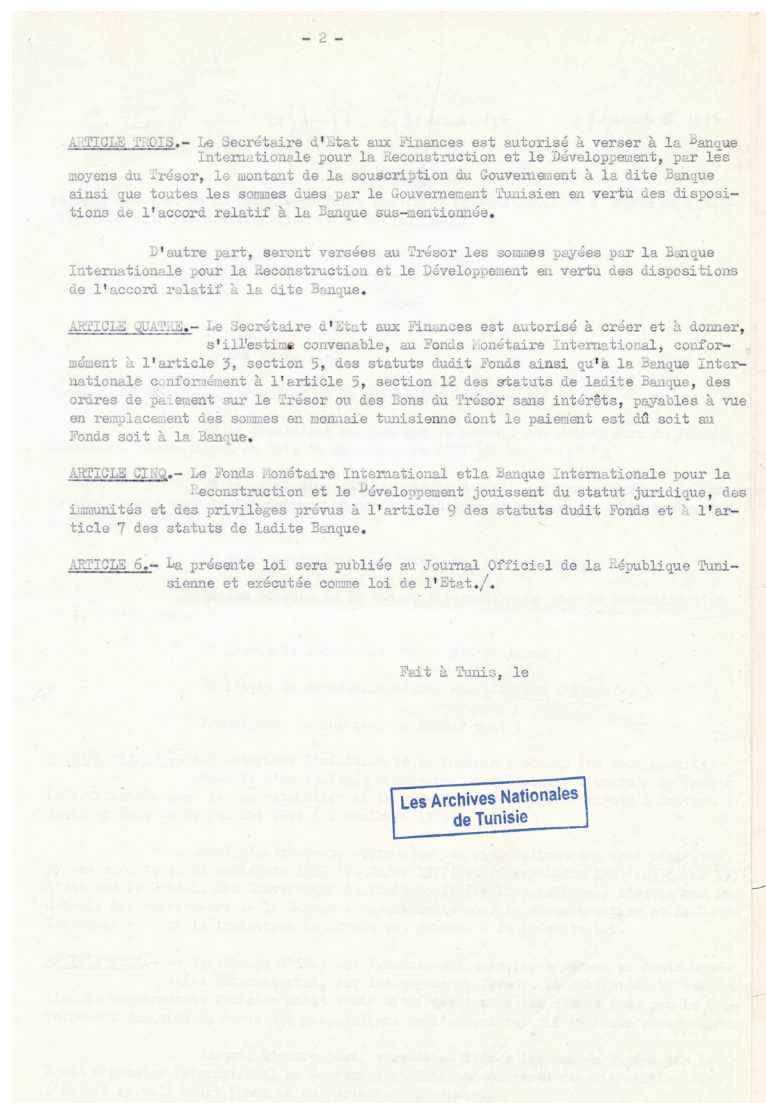 - 2 -
ARTICLE TROIS.- Le Secrétaire d'Etat aux Finances est autorisé à verser à la Banque
Internationale pour la Reconstruction et le Développement, par les
moyens du Trésor, le montant de la souscription du Gouvernement à la dite Banque
ainsi que toutes les sommes dues par le Gouvernement Tunisien en vertu des disposi-
tions de l'accord relatif à la Banque sus-mentionnée.
D'autre part, seront versées au Trésor les sommes payées par la Banque
Internationale pour la Reconstruction et le Développement en vertu des dispositions
de l'accord relatif à la dite Banque.
ARTICLE QUATRE.- Le Secrétaire d'Etat aux Finances est autorisé à créer et à donner,
s'ill'estime convenable, au Fonds Monétaire International, confor-
mément à l'article 3, section 5, des statuts dudit Fonds ainsi qu'à la Banque Inter-
nationale conformément à l'article 5, section 12 des statuts de ladite Banque, des
ordres de paiement sur le Trésor ou des Bons du Trésor sans intérêts, payables à vue
en remplacement des sommes en monnaie tunisienne dont le paiement est dû soit au
Fonds soit à la Banque.
ARTICLE CINQ.- Le Fonds Monétaire International etla Banque Internationale pour la
Reconstruction et le Développement jouissent du statut juridique, des
immunités et des privilèges prévus à l'article 9 des statuts dudit Fonds et à l'ar-
ticle 7 des statuts de ladite Banque.
ARTICLE 6.- La présente loi sera publiée au Journal Officiel de la République Tuni-
sienne et exécutée comme loi de l'Etat./.
Fait à Tunis, le
Les Archives Nationales
de Tunisie